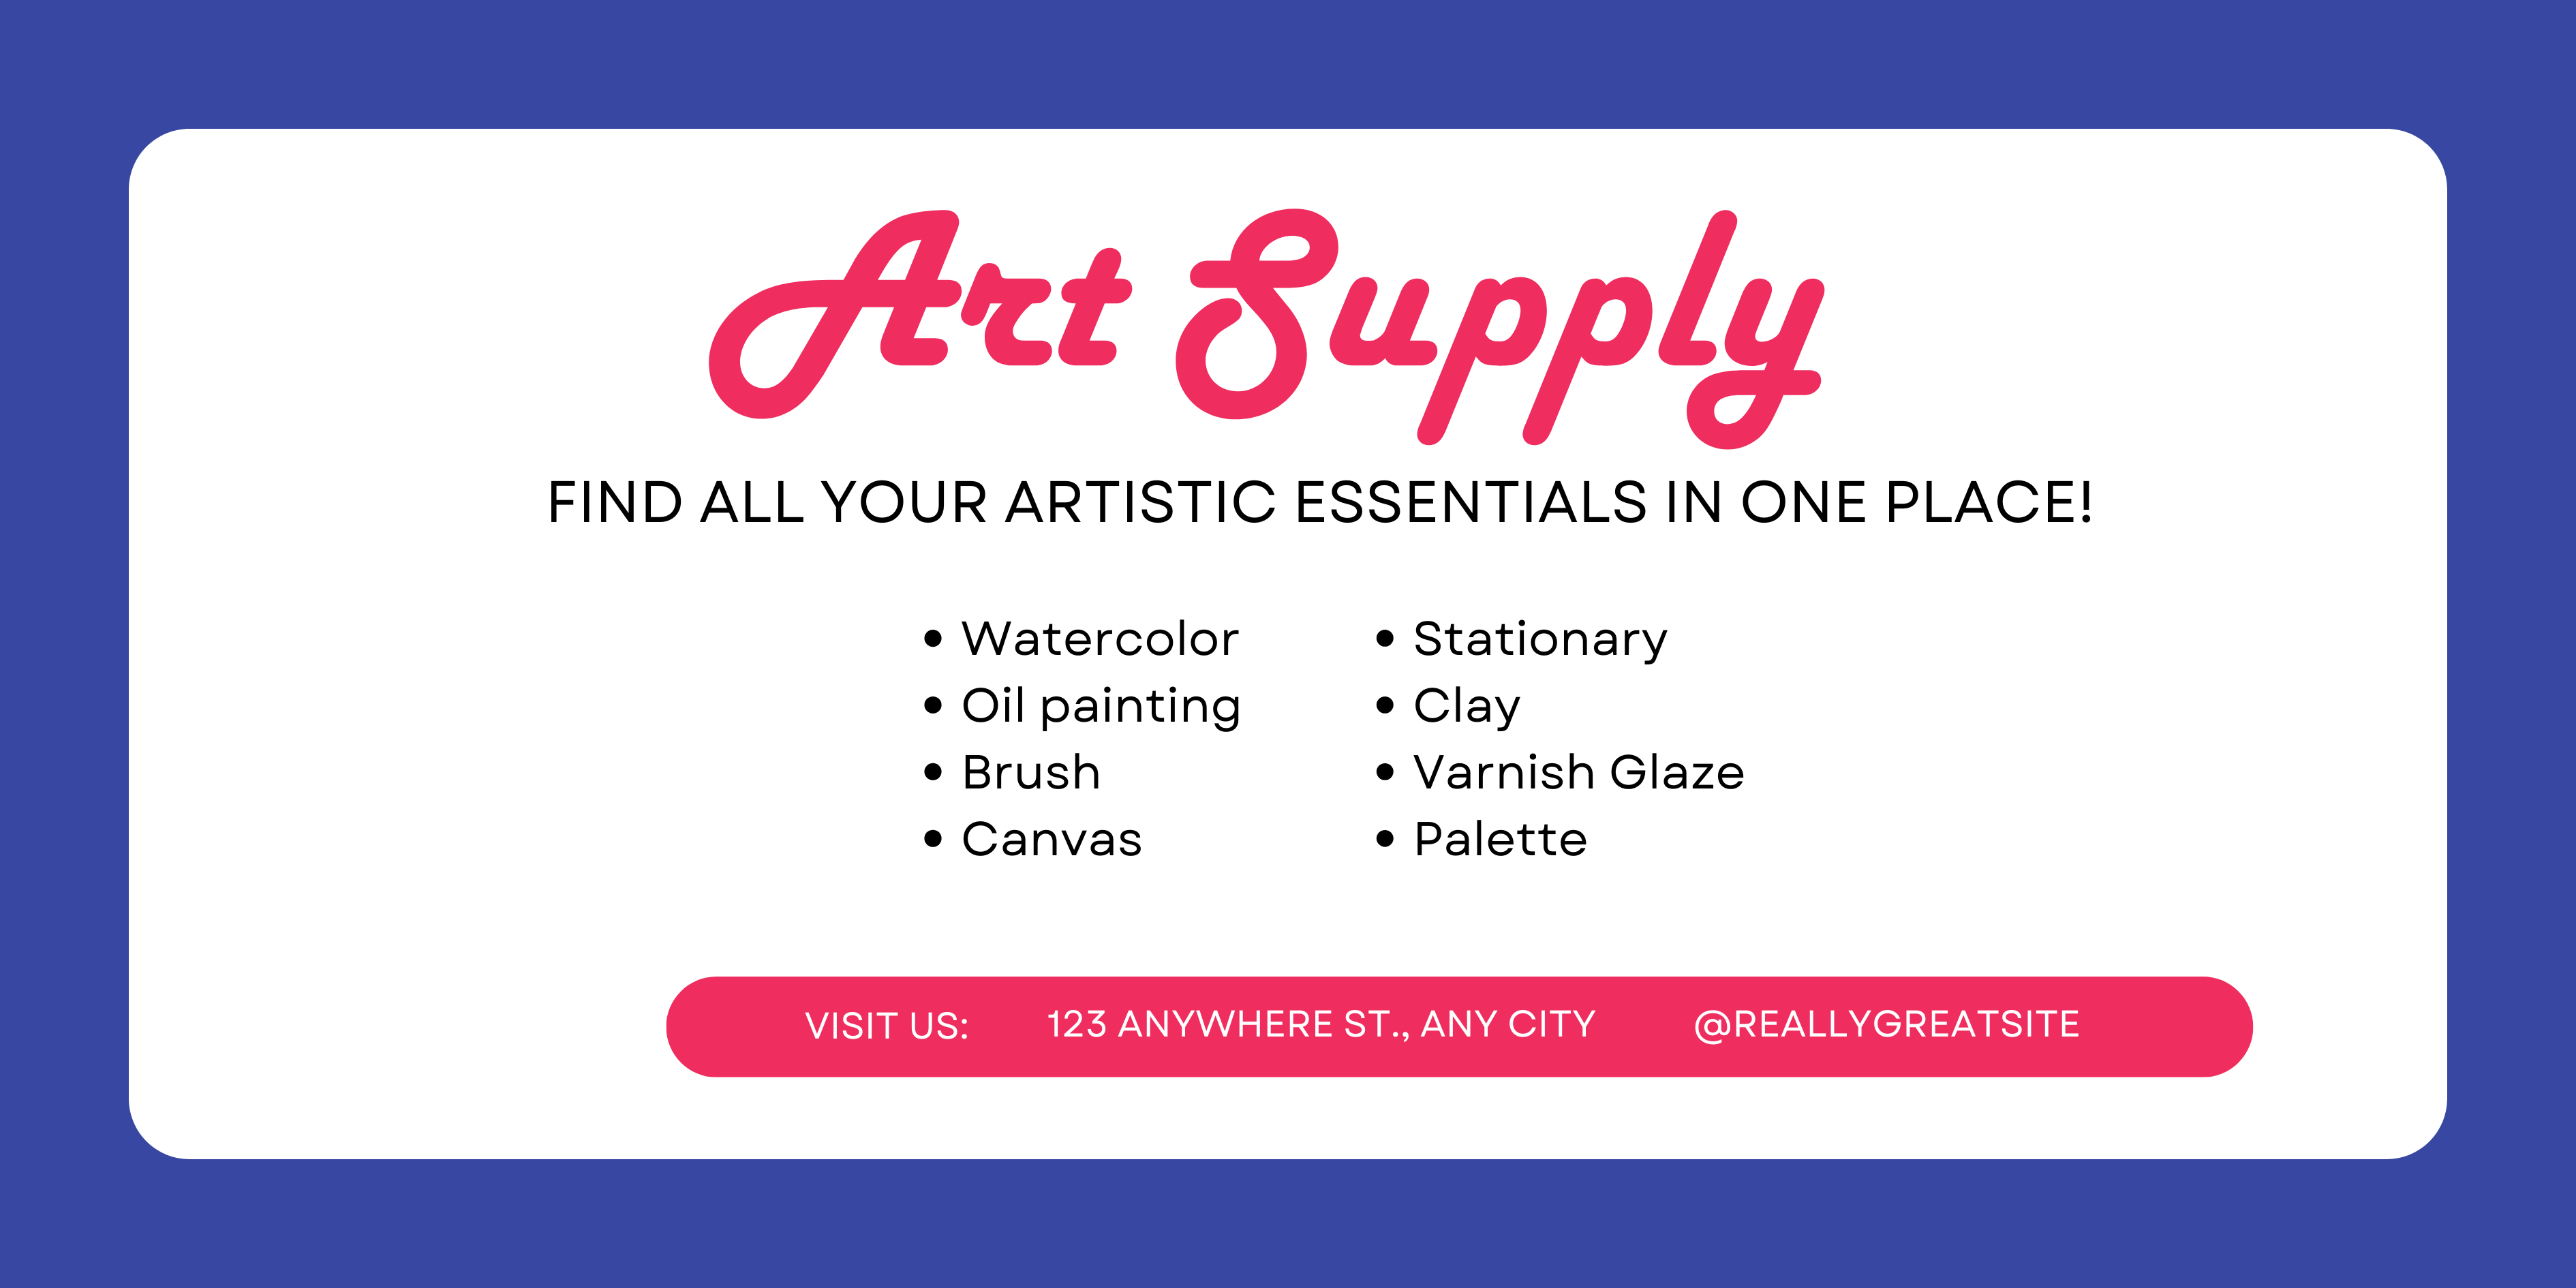 Art Supply
FIND ALL YOUR ARTISTIC ESSENTIALS IN ONE PLACE!
• Watercolor
• Oil painting
• Brush
• Canvas
• Stationary
• Clay
• Varnish Glaze
• Palette
VISIT US: 123 ANYWHERE ST., ANY CITY @REALLYGREATSITE